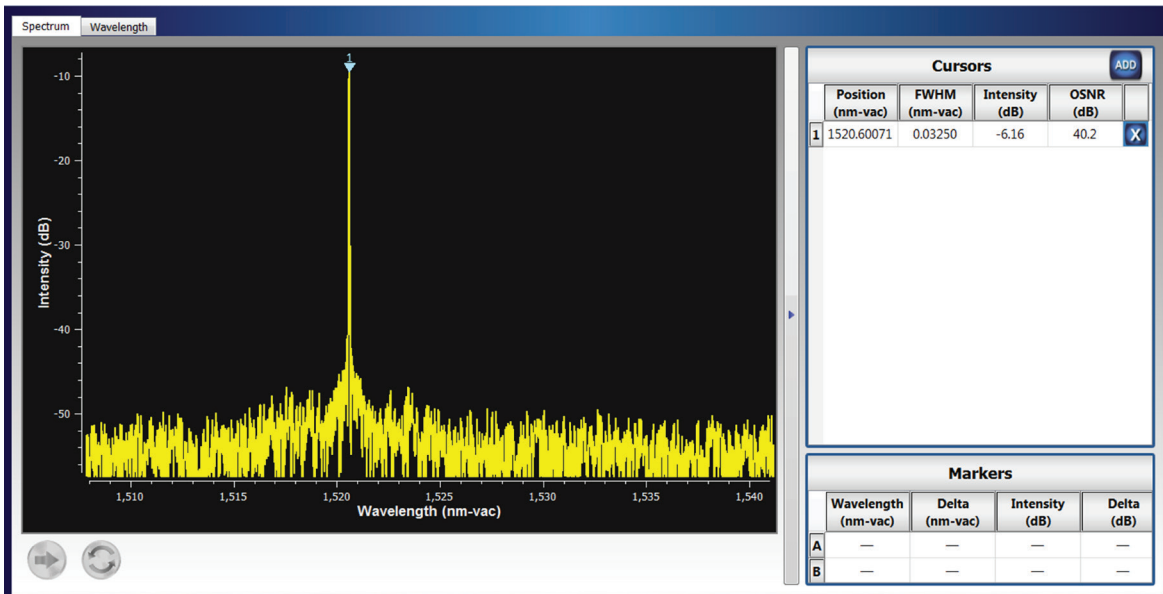 Spectrum Wavelength
1
-10
-20
-30
-40
-50
Intensity (dB)
1,510 1,515 1,520 1,525 1,530 1,535 1,540
Wavelength (nm-vac)
Cursors ADD
Position (nm-vac) FWHM (nm-vac) Intensity (dB) OSNR (dB)
1 1520.60071 0.03250 -6.16 40.2 X
Markers
Wavelength (nm-vac) Delta (nm-vac) Intensity (dB) Delta (dB)
A — — — —
B — — — —